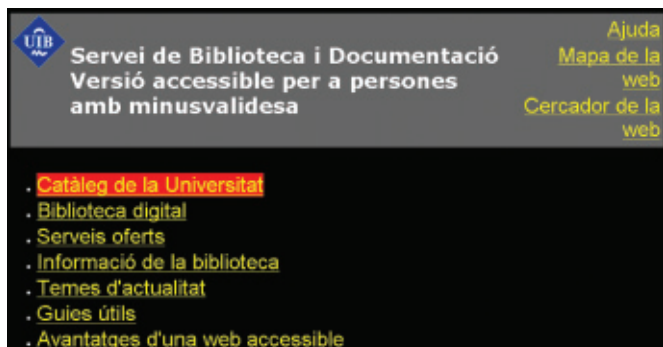 UIB
Servei de Biblioteca i Documentació
Versió accessible per a persones
amb minusvalidesa
Ajuda
Mapa de la
web
Cercador de la
web
. Catàleg de la Universitat
. Biblioteca digital
. Serveis oferts
. Informació de la biblioteca
. Temes d'actualitat
. Guies útils
. Avantatges d'una web accessible